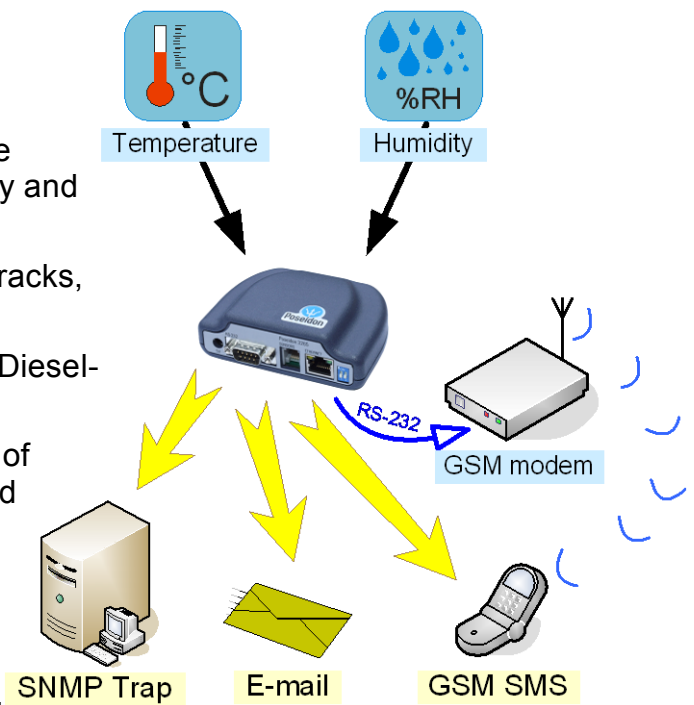 °C
%RH
Temperature
Humidity
e
y and
racks,
Diesel-
of
d
Poseidon
RS-232
GSM modem
SNMP Trap
E-mail
GSM SMS